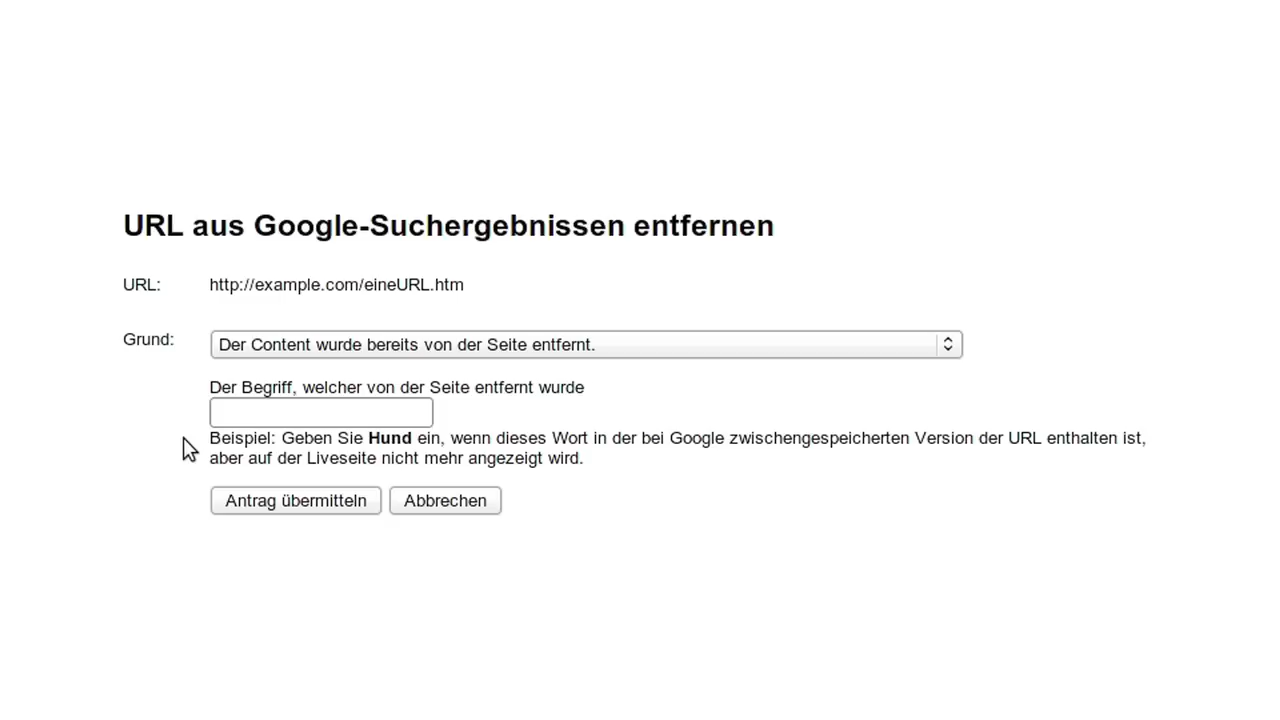 URL aus Google-Suchergebnissen entfernen
URL: http://example.com/eineURL.htm
Grund: Der Content wurde bereits von der Seite entfernt.
Der Begriff, welcher von der Seite entfernt wurde
Beispiel: Geben Sie Hund ein, wenn dieses Wort in der bei Google zwischengespeicherten Version der URL enthalten ist,
aber auf der Liveseite nicht mehr angezeigt wird.
Antrag übermitteln Abbrechen